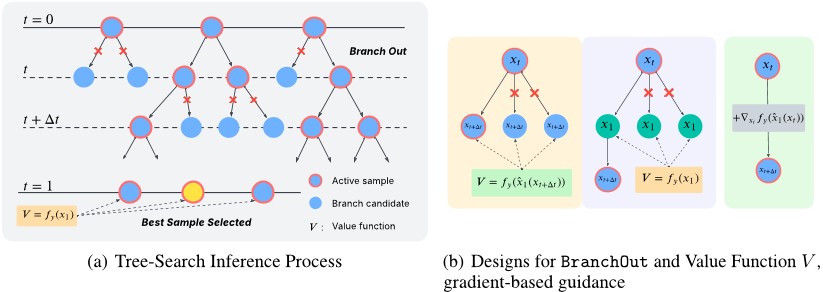 t = 0
Branch Out
t
t + Δt
t = 1
V = f_y(x_1)
Best Sample Selected
Active sample
Branch candidate
V : Value function
x_t
x_{t+Δt} x_{t+Δt} x_{t+Δt}
V = f_y(x̂_1(x_{t+Δt}))
x_t
x_1 x_1 x_1
x_{t+Δt}
V = f_y(x_1)
x_t
+∇_{x_t} f_y(x̂_1(x_t))
x_{t+Δt}
(a) Tree-Search Inference Process
(b) Designs for BranchOut and Value Function V,
gradient-based guidance